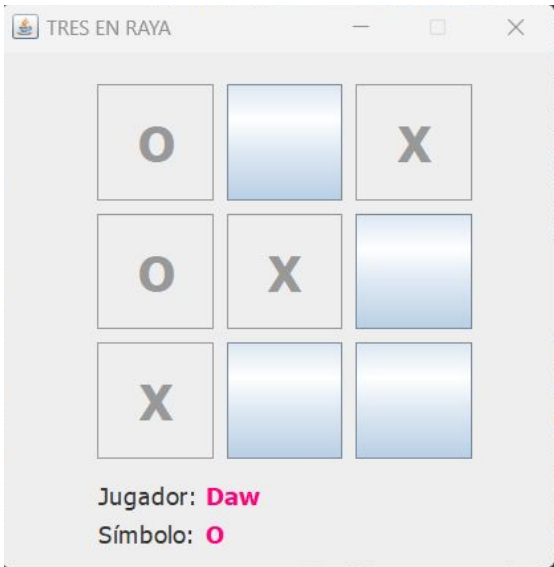 TRES EN RAYA
O X
O X
X
Jugador: Daw
Símbolo: O